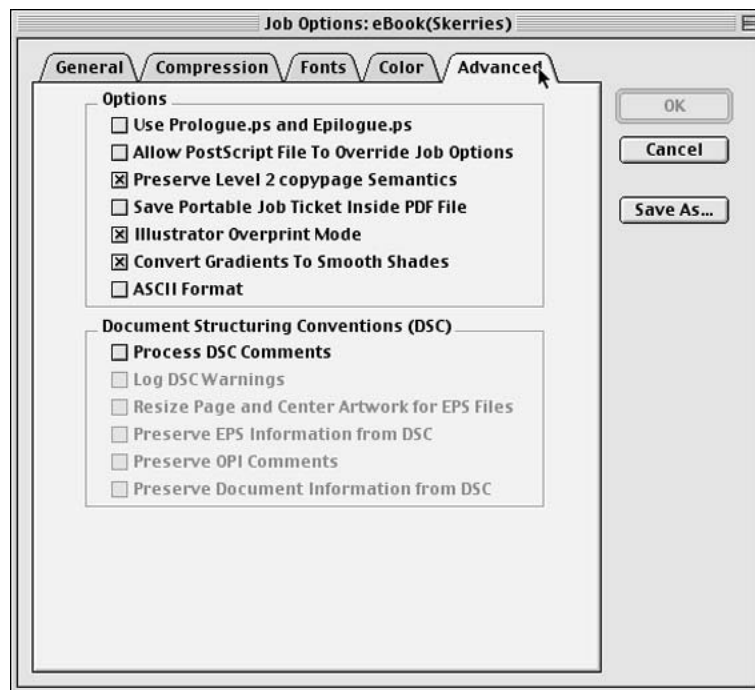 Job Options: eBook(Skerries)
General
Compression
Fonts
Color
Advanced
Options
Use Prologue.ps and Epilogue.ps
Allow PostScript File To Override Job Options
Preserve Level 2 copypage Semantics
Save Portable Job Ticket Inside PDF File
Illustrator Overprint Mode
Convert Gradients To Smooth Shades
ASCII Format
Document Structuring Conventions (DSC)
Process DSC Comments
Log DSC Warnings
Resize Page and Center Artwork for EPS Files
Preserve EPS Information from DSC
Preserve OPI Comments
Preserve Document Information from DSC
OK
Cancel
Save As...